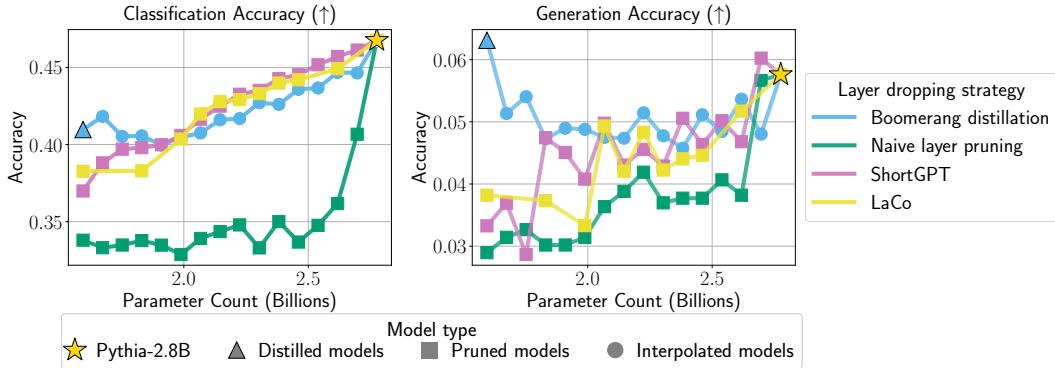 Classification Accuracy (↑)
Generation Accuracy (↑)
Accuracy
0.45
0.40
0.35
2.0
2.5
Parameter Count (Billions)
Accuracy
0.06
0.05
0.04
0.03
2.0
2.5
Parameter Count (Billions)
Layer dropping strategy
Boomerang distillation
Naive layer pruning
ShortGPT
LaCo
Model type
Pythia-2.8B
Distilled models
Pruned models
Interpolated models